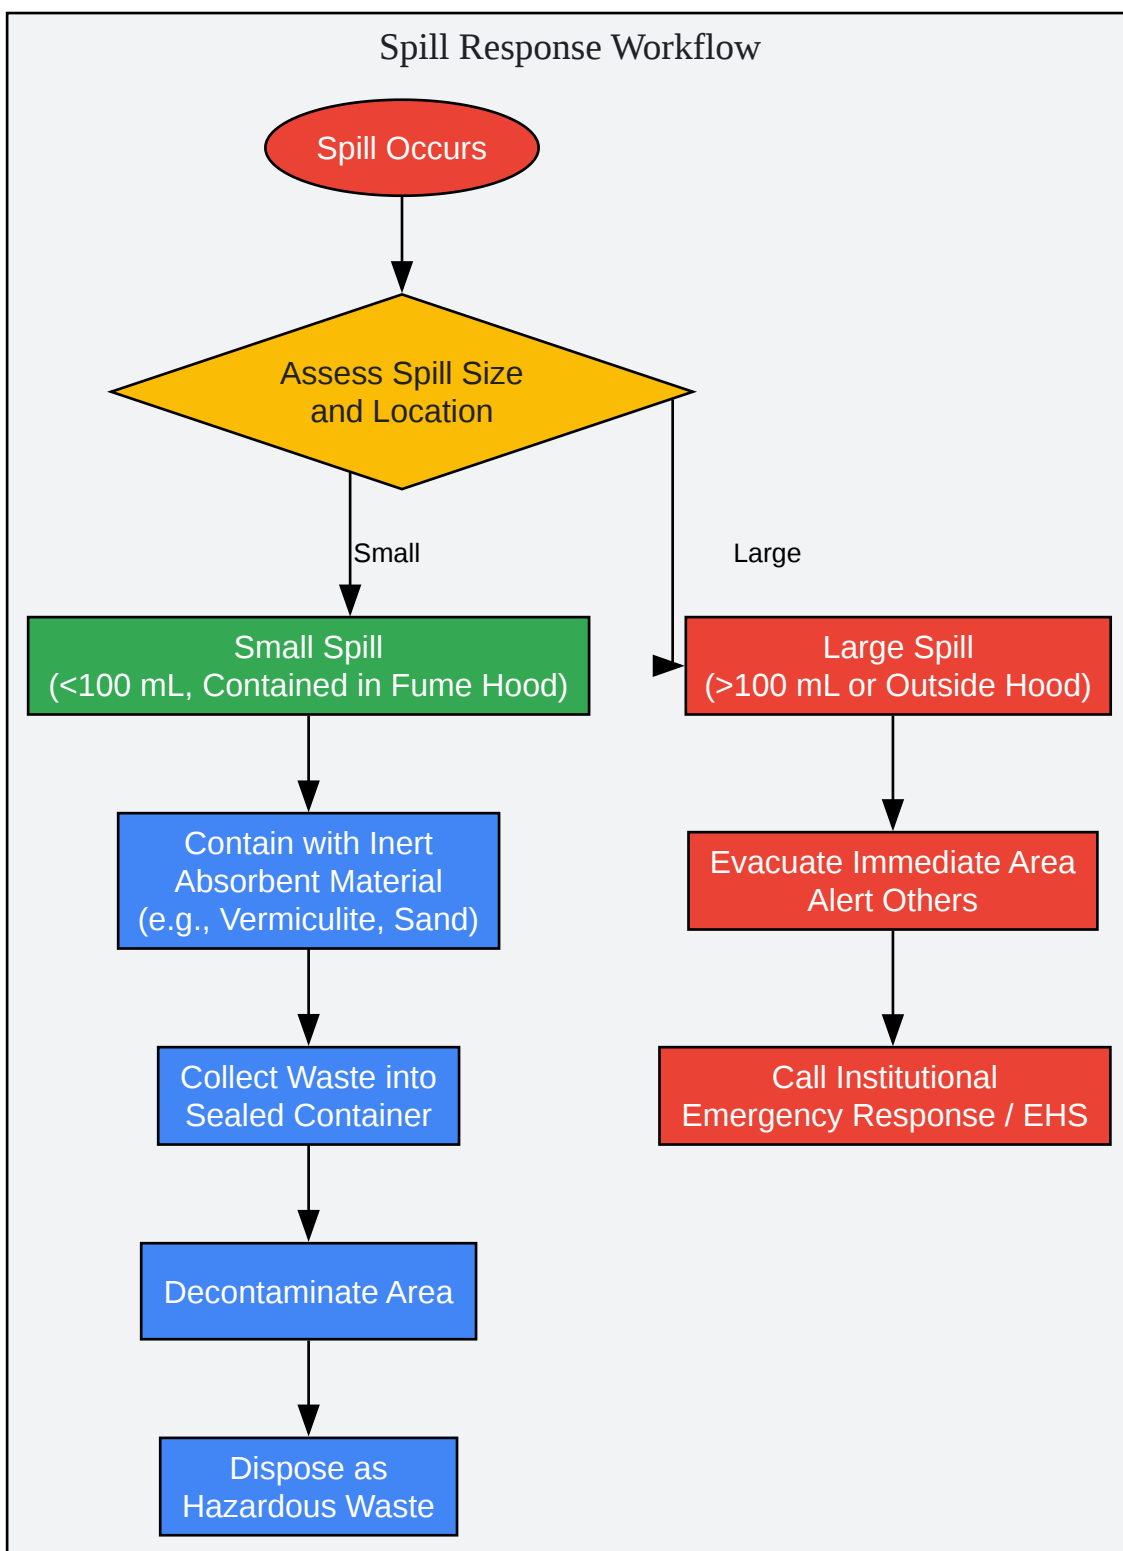 Spill Response Workflow
Spill Occurs
Assess Spill Size
and Location
Small
Large
Small Spill
(<100 mL, Contained in Fume Hood)
Large Spill
(>100 mL or Outside Hood)
Contain with Inert
Absorbent Material
(e.g., Vermiculite, Sand)
Evacuate Immediate Area
Alert Others
Collect Waste into
Sealed Container
Call Institutional
Emergency Response / EHS
Decontaminate Area
Dispose as
Hazardous Waste